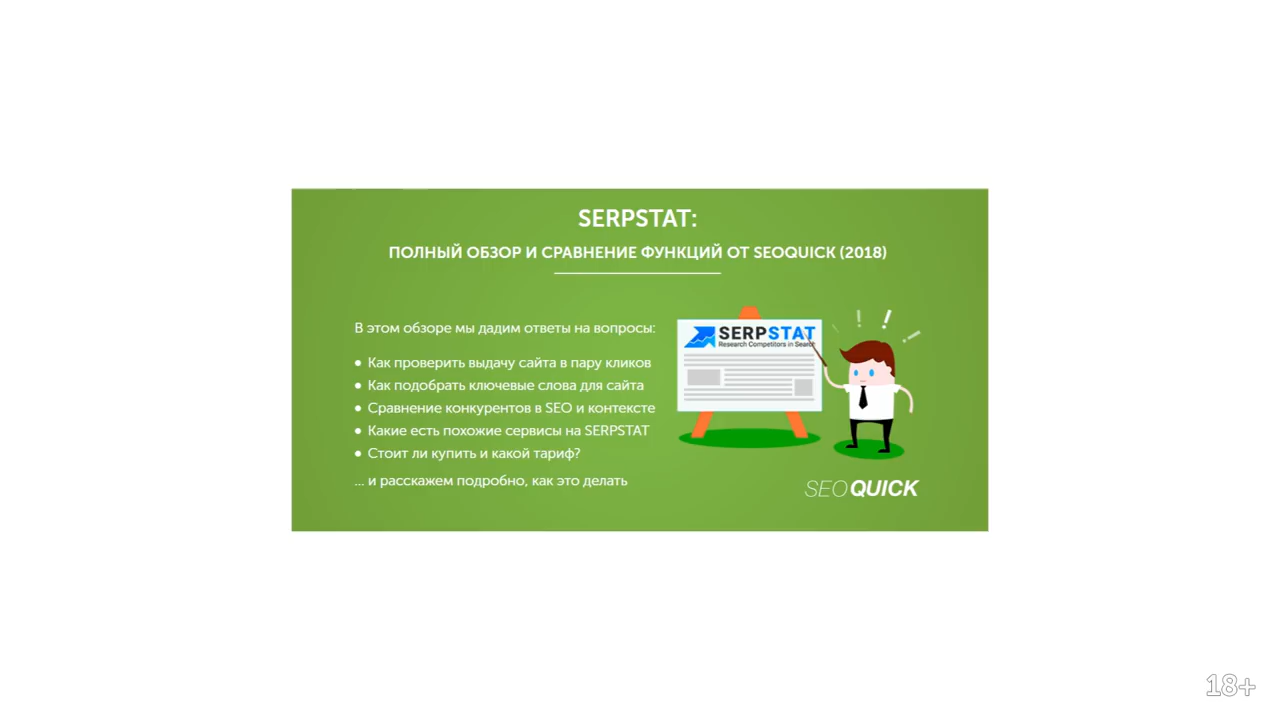 SERPSTAT:
ПОЛНЫЙ ОБЗОР И СРАВНЕНИЕ ФУНКЦИЙ ОТ SEOQUICK (2018)
В этом обзоре мы дадим ответы на вопросы:
• Как проверить выдачу сайта в пару кликов
• Как подобрать ключевые слова для сайта
• Сравнение конкурентов в SEO и контексте
• Какие есть похожие сервисы на SERPSTAT
• Стоит ли купить и какой тариф?
... и расскажем подробно, как это делать
SERPSTAT
Research Competitors in Search
! ! !
SEOQUICK
18+